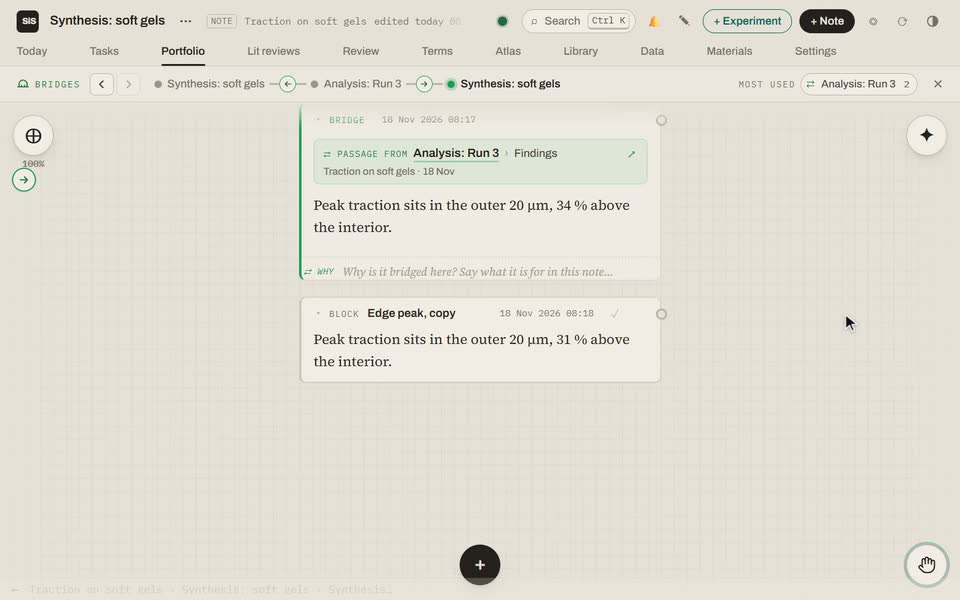 SiS Synthesis: soft gels ··· NOTE Traction on soft gels edited today 08 Search Ctrl K + Experiment + Note
Today Tasks Portfolio Lit reviews Review Terms Atlas Library Data Materials Settings
BRIDGES Synthesis: soft gels ← Analysis: Run 3 → Synthesis: soft gels MOST USED ⇄ Analysis: Run 3 2 ×
BRIDGE 18 Nov 2026 08:17
⇄ PASSAGE FROM Analysis: Run 3 › Findings ↗
Traction on soft gels · 18 Nov
100%
Peak traction sits in the outer 20 µm, 34 % above
the interior.
⇄ WHY Why is it bridged here? Say what it is for in this note...
BLOCK Edge peak, copy 18 Nov 2026 08:18 ✓
Peak traction sits in the outer 20 µm, 31 % above
the interior.
+
← Traction on soft gels › Synthesis: soft gels › Synthesis…